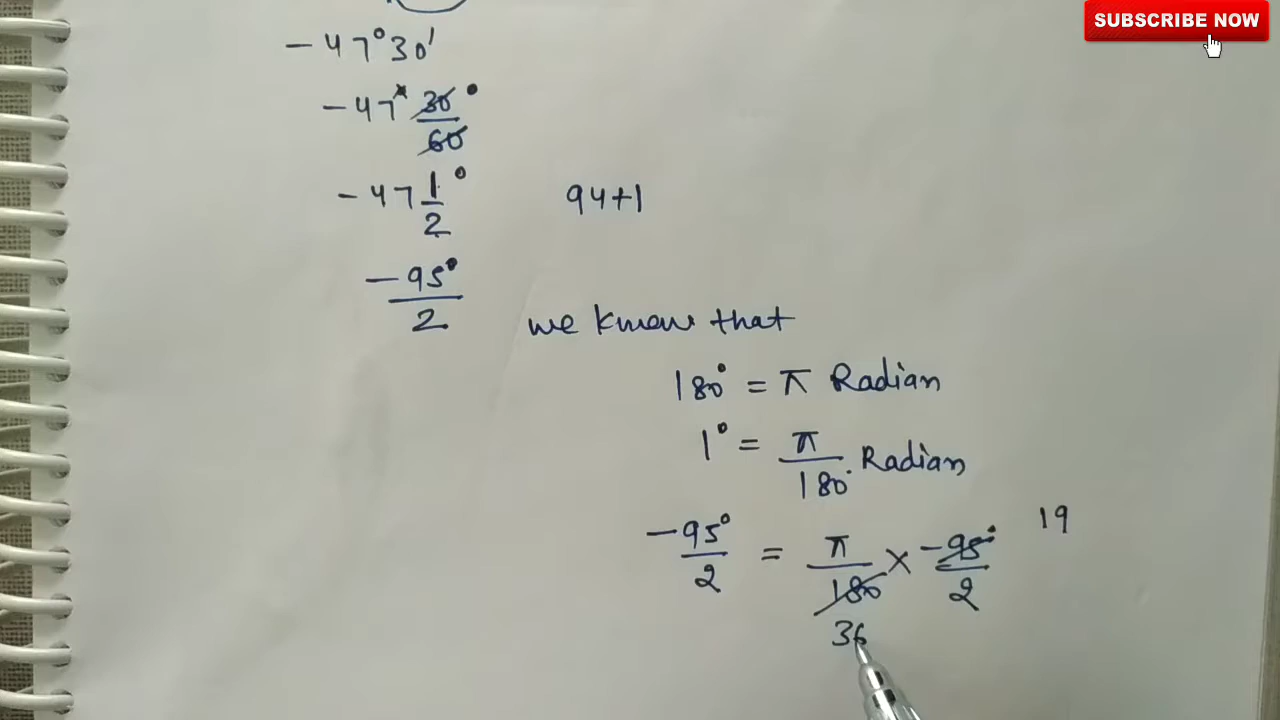 SUBSCRIBE NOW
-47°30'
-47° 30/60°
-47 1/2°
94+1
-95°/2
we know that
180° = π Radian
1° = π/180° Radian
19
-95°/2 = π/180 × -95°/2
36